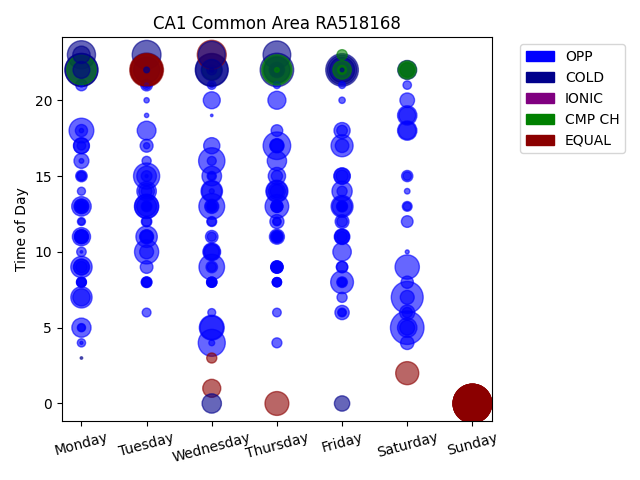 CA1 Common Area RA518168
Time of Day
20
15
10
5
0
Monday
Tuesday
Wednesday
Thursday
Friday
Saturday
Sunday
OPP
COLD
IONIC
CMP CH
EQUAL